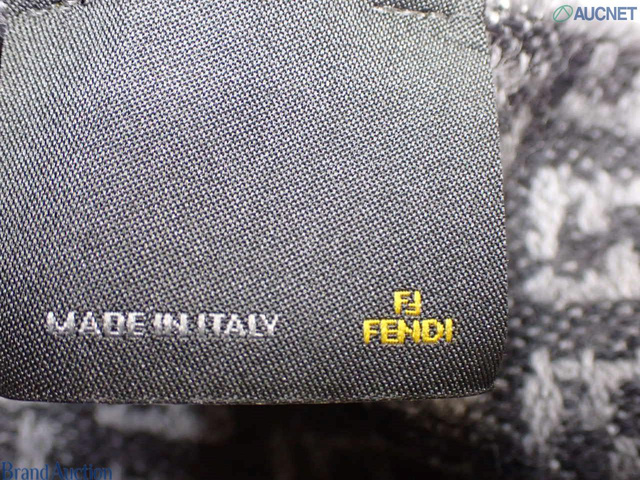 AUCNET
MADE IN ITALY
FF
FENDI
Brand Auction